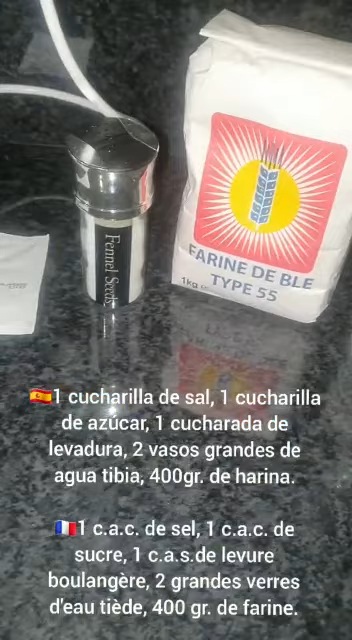 Fennel Seeds
FARINE DE BLE
TYPE 55
1kg
🇪🇸1 cucharilla de sal, 1 cucharilla
de azúcar, 1 cucharada de
levadura, 2 vasos grandes de
agua tibia, 400gr. de harina.
🇫🇷1 c.a.c. de sel, 1 c.a.c. de
sucre, 1 c.a.s.de levure
boulangère, 2 grandes verres
d'eau tiède, 400 gr. de farine.